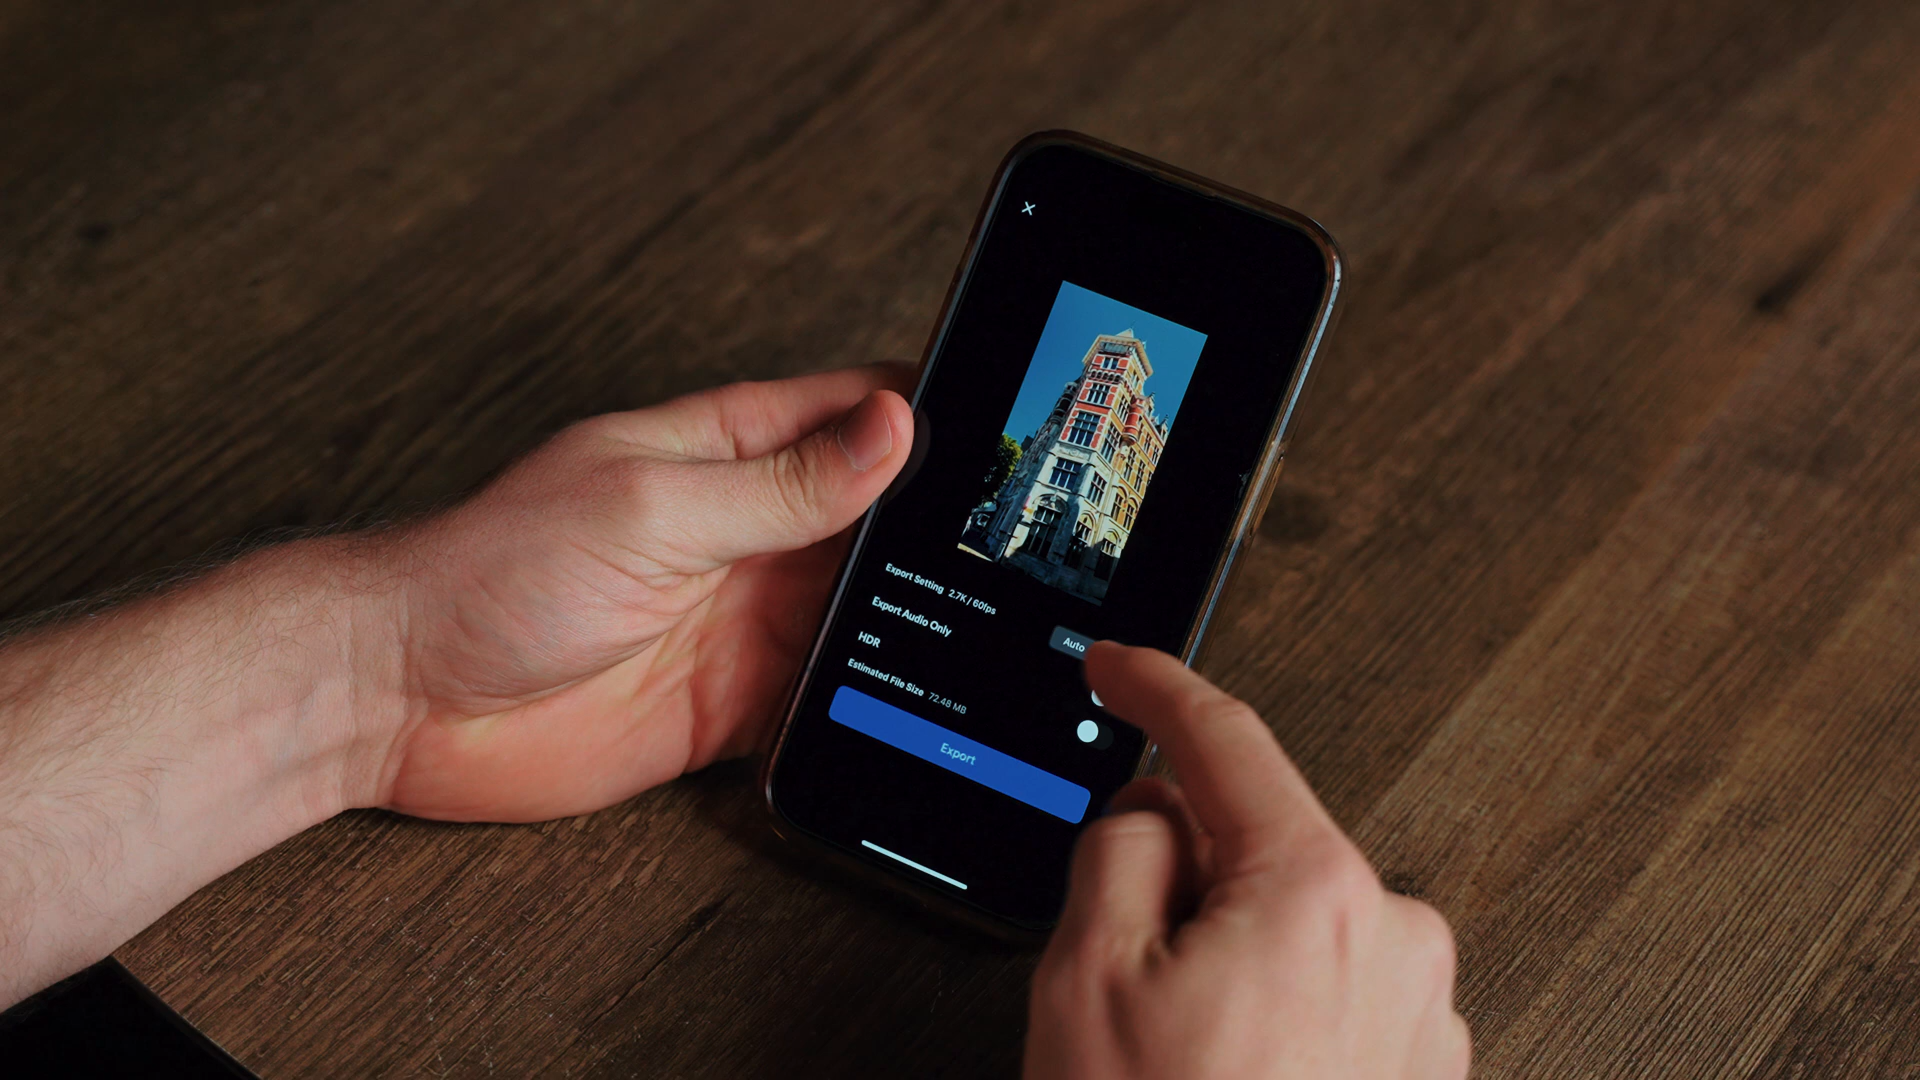 Export Setting 2.7K / 60fps
Auto
Export Audio Only
HDR
Estimated File Size 72.48 MB
Export